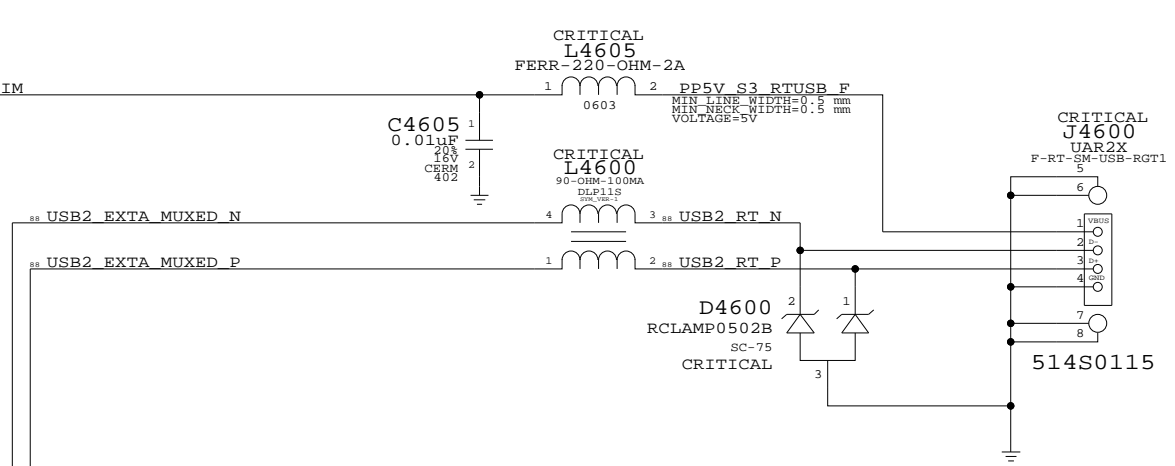 IM
CRITICAL
L4605
FERR-220-OHM-2A
1
2
0603
PP5V_S3_RTUSB_F
MIN_LINE_WIDTH=0.5 mm
MIN_NECK_WIDTH=0.5 mm
VOLTAGE=5V
C4605
0.01uF
20%
16V
CERM
402
1
2
CRITICAL
L4600
90-OHM-100MA
DLP11S
SYM_VER-1
88 USB2_EXTA_MUXED_N
4
3
88 USB2_RT_N
88 USB2_EXTA_MUXED_P
1
2
88 USB2_RT_P
D4600
RCLAMP0502B
SC-75
CRITICAL
2
1
3
CRITICAL
J4600
UAR2X
F-RT-SM-USB-RGT1
5
6
1 VBUS
2 D-
3 D+
4 GND
7
8
514S0115